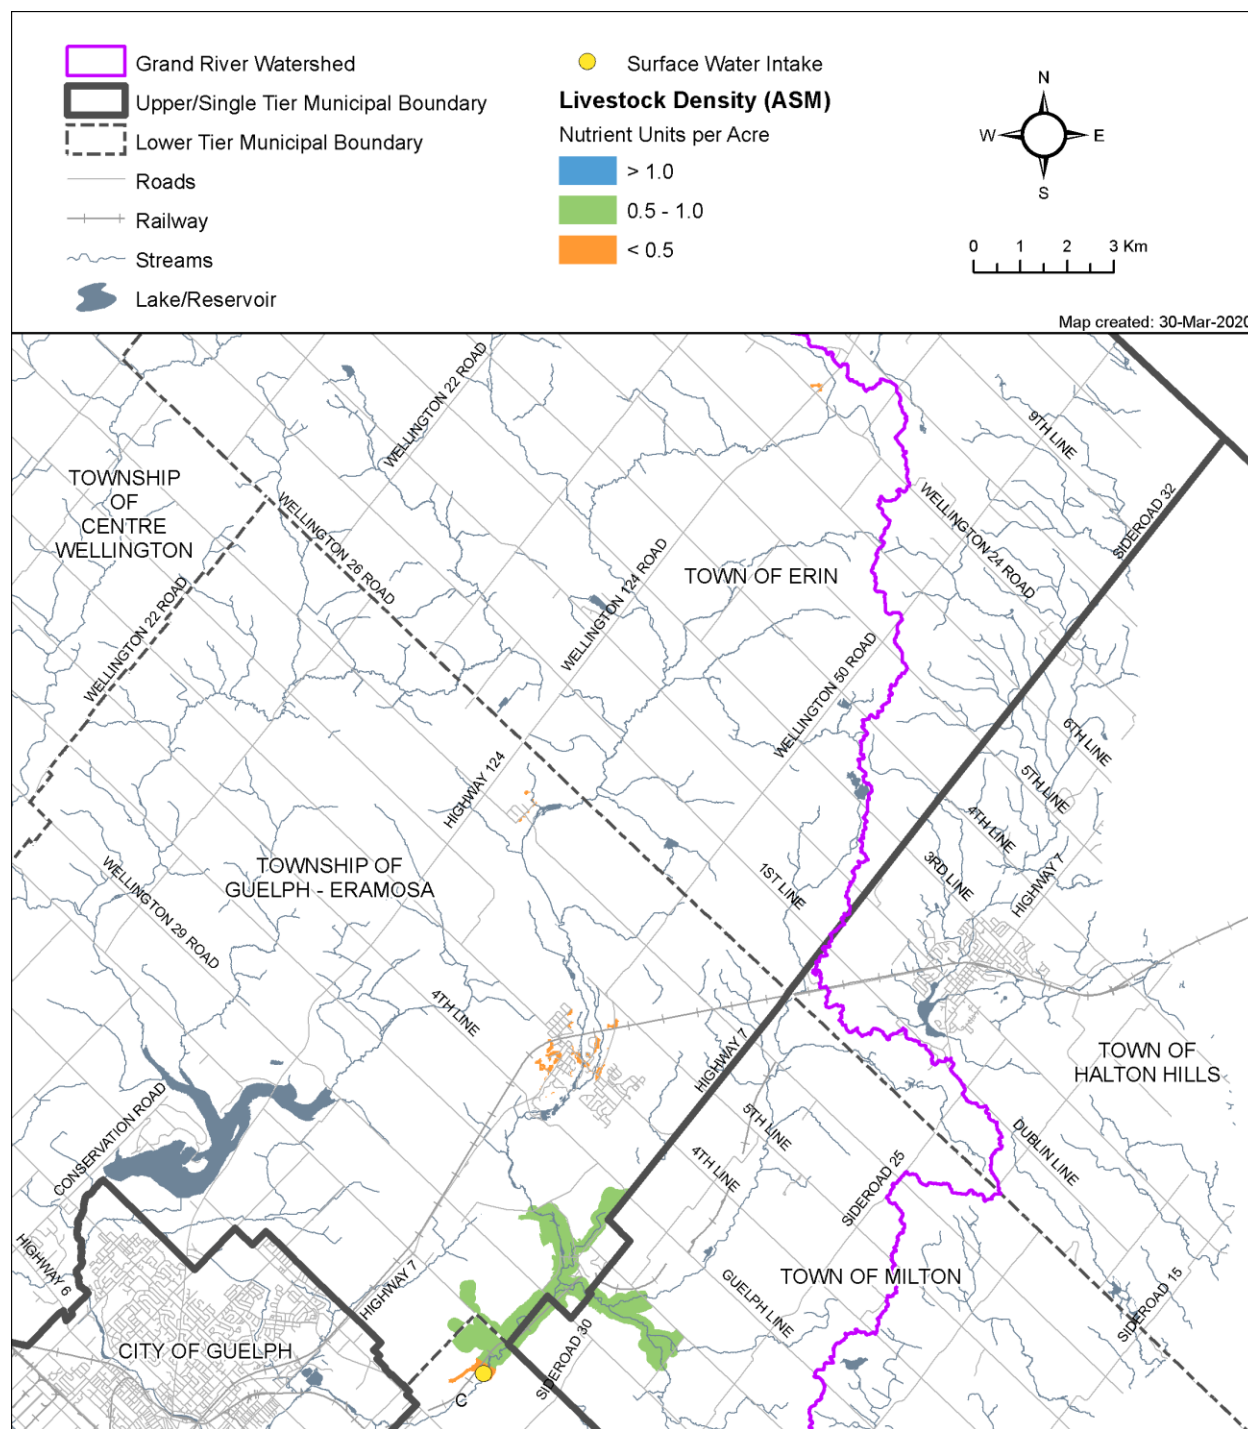 Grand River Watershed
Upper/Single Tier Municipal Boundary
Lower Tier Municipal Boundary
Roads
Railway
Streams
Lake/Reservoir
Surface Water Intake
Livestock Density (ASM)
Nutrient Units per Acre
> 1.0
0.5 - 1.0
< 0.5
N
W
E
S
0 1 2 3 Km
Map created: 30-Mar-2020
WELLINGTON 22 ROAD
9TH LINE
TOWNSHIP
OF
CENTRE
WELLINGTON
WELLINGTON 26 ROAD
WELLINGTON 24 ROAD
SIDEROAD 32
WELLINGTON 124 ROAD
TOWN OF ERIN
WELLINGTON 22 ROAD
WELLINGTON 50 ROAD
6TH LINE
HIGHWAY 124
5TH LINE
4TH LINE
TOWNSHIP OF
GUELPH - ERAMOSA
1ST LINE
3RD LINE
HIGHWAY 7
WELLINGTON 29 ROAD
4TH LINE
HIGHWAY 7
TOWN OF
HALTON HILLS
CONSERVATION ROAD
5TH LINE
DUBLIN LINE
4TH LINE
SIDEROAD 25
HIGHWAY 6
HIGHWAY 7
TOWN OF MILTON
GUELPH LINE
SIDEROAD 15
CITY OF GUELPH
SIDEROAD 30
C